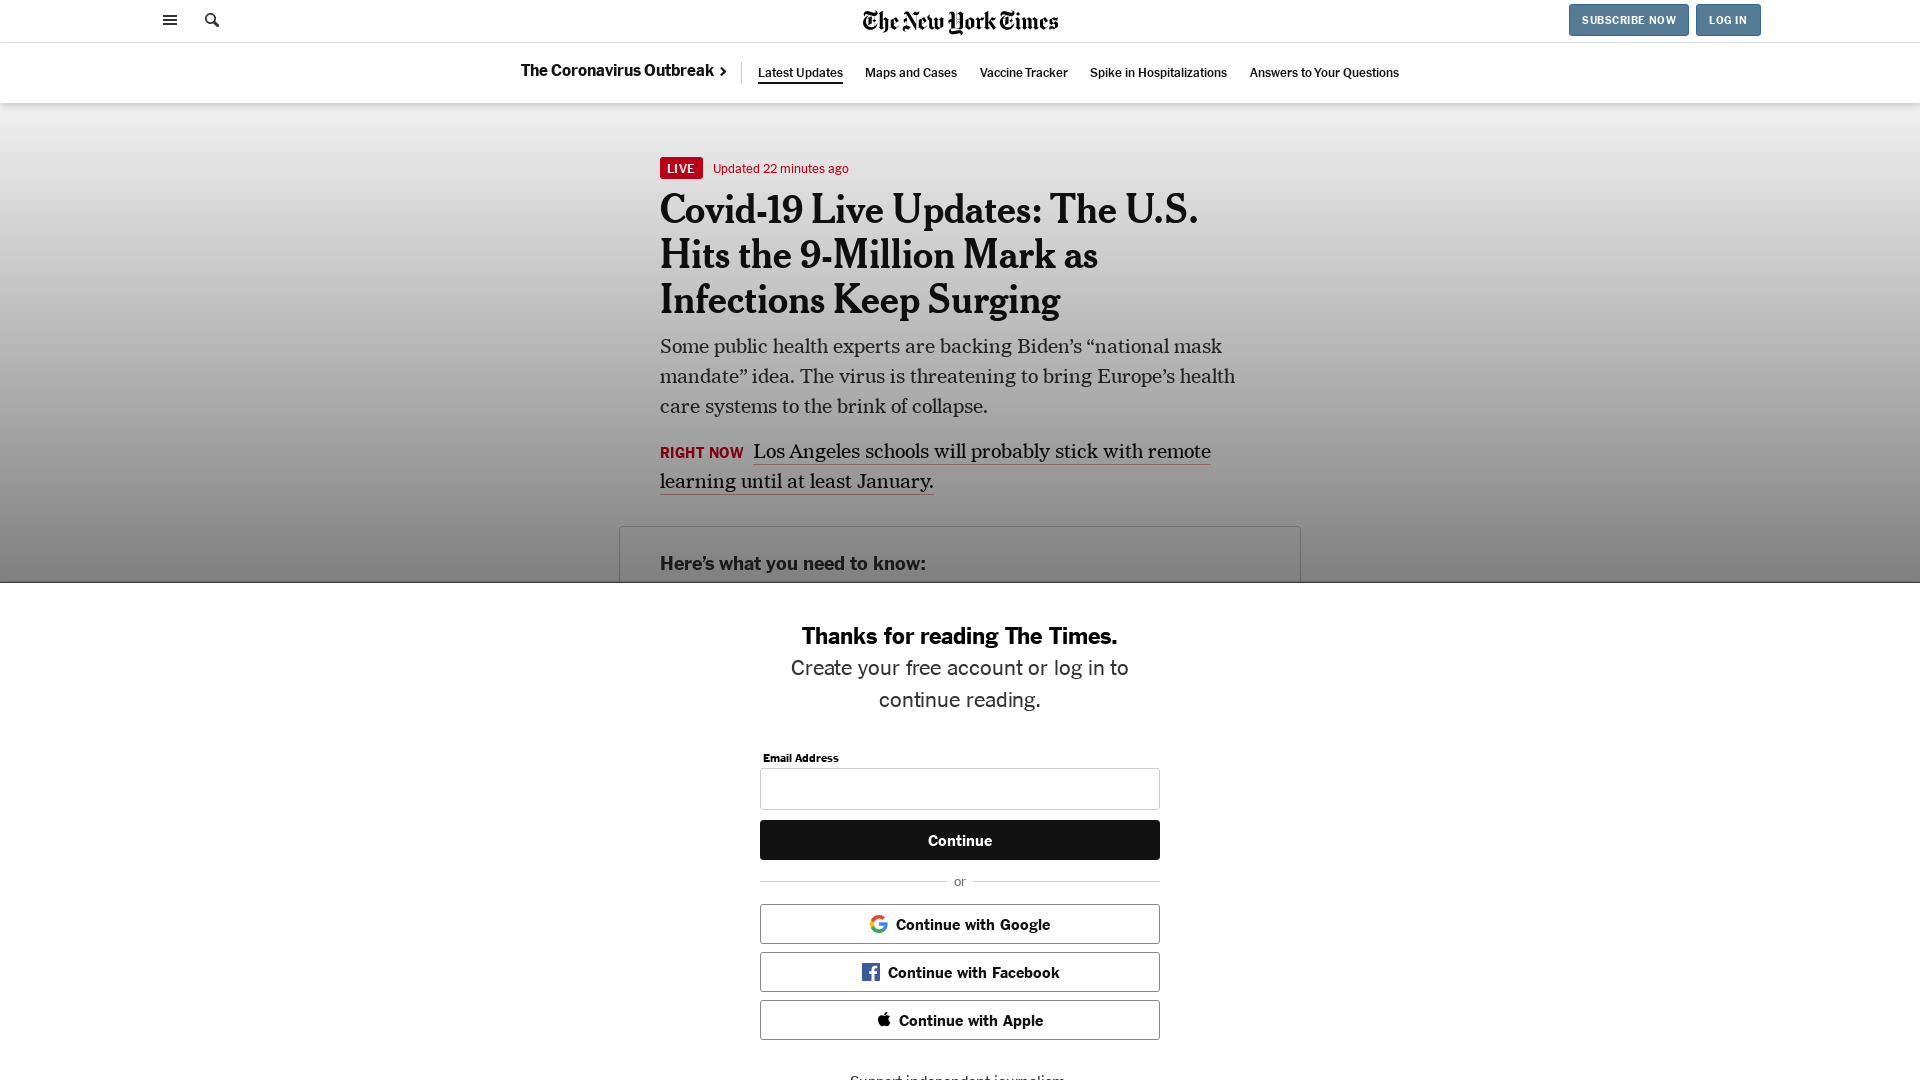 The New York Times
SUBSCRIBE NOW
LOG IN
The Coronavirus Outbreak
Latest Updates
Maps and Cases
Vaccine Tracker
Spike in Hospitalizations
Answers to Your Questions
LIVE Updated 22 minutes ago
Covid-19 Live Updates: The U.S.
Hits the 9-Million Mark as
Infections Keep Surging
Some public health experts are backing Biden’s “national mask
mandate” idea. The virus is threatening to bring Europe’s health
care systems to the brink of collapse.
RIGHT NOW Los Angeles schools will probably stick with remote
learning until at least January.
Here’s what you need to know:
Thanks for reading The Times.
Create your free account or log in to
continue reading.
Email Address
Continue
or
Continue with Google
Continue with Facebook
Continue with Apple
Support independent journalism.